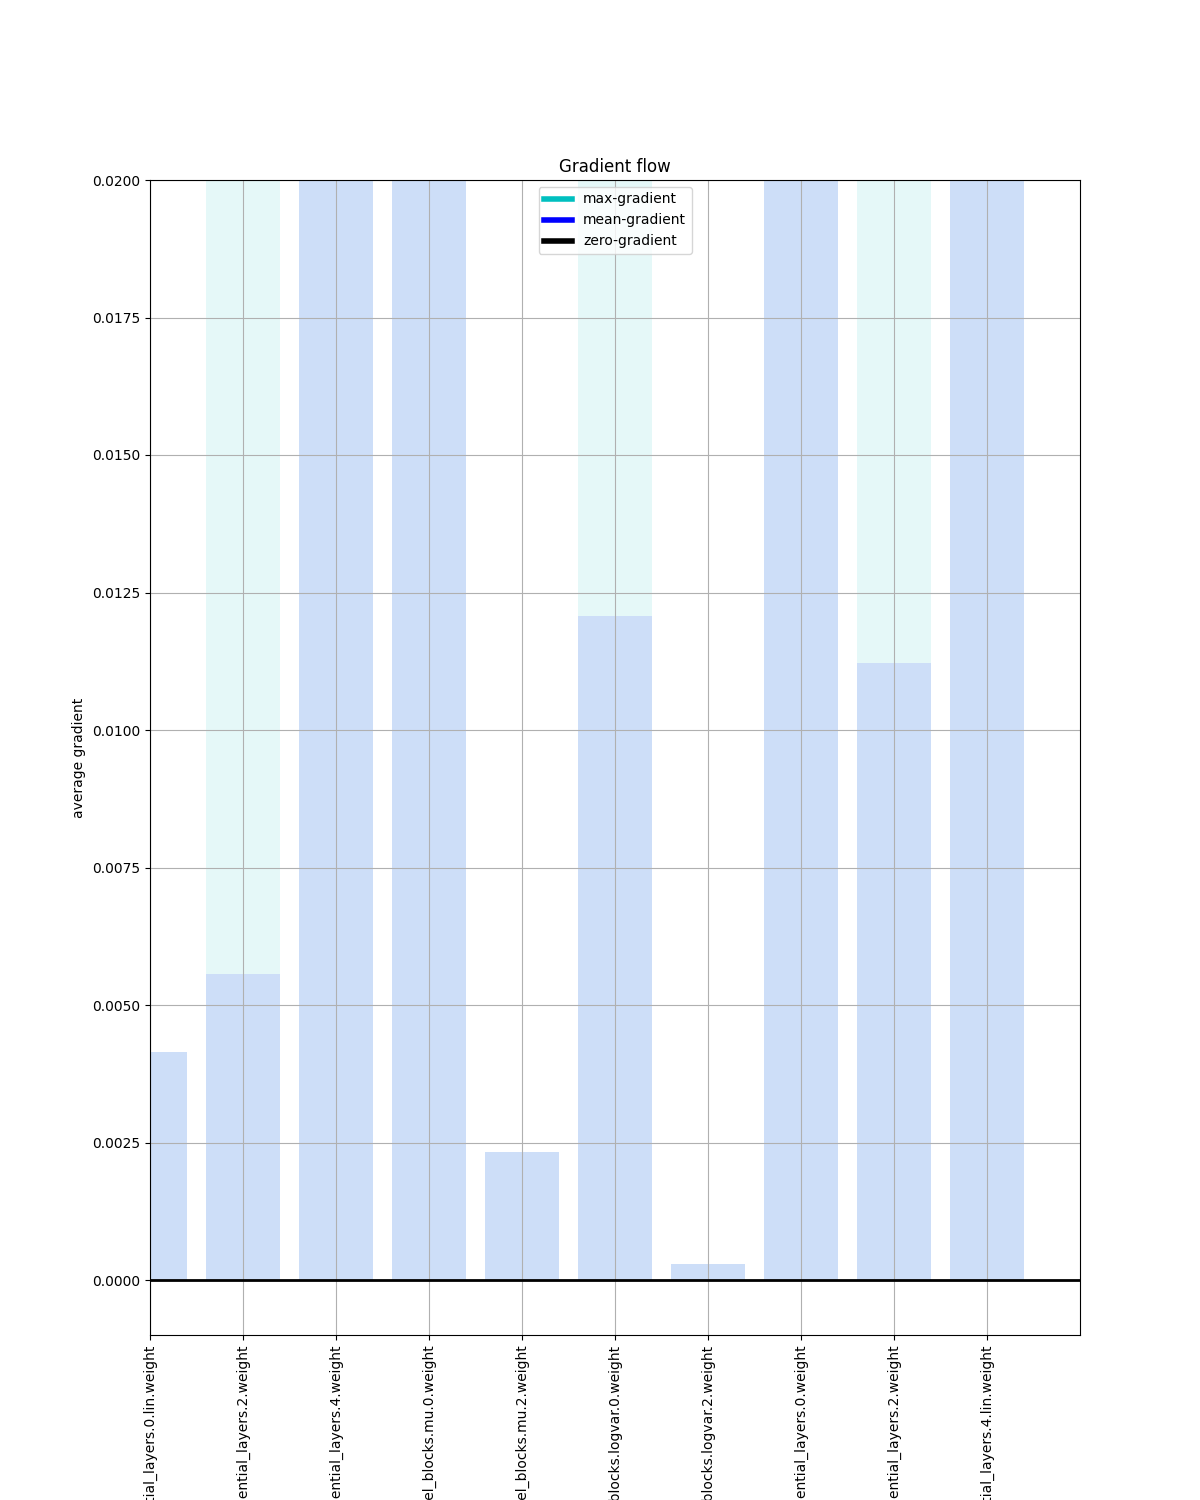 Gradient flow
max-gradient
mean-gradient
zero-gradient
0.0200
0.0175
0.0150
0.0125
0.0100
0.0075
0.0050
0.0025
0.0000
average gradient
tial_layers.0.lin.weight
ential_layers.2.weight
ential_layers.4.weight
el_blocks.mu.0.weight
el_blocks.mu.2.weight
blocks.logvar.0.weight
blocks.logvar.2.weight
ential_layers.0.weight
ential_layers.2.weight
tial_layers.4.lin.weight